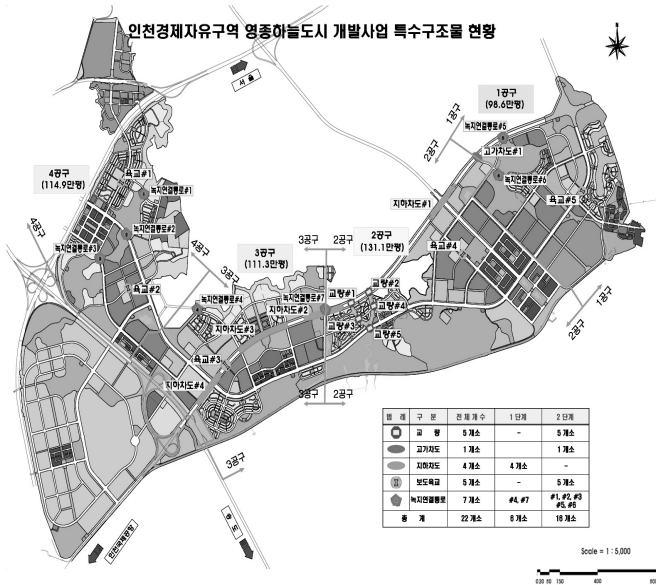 인천경제자유구역 영종하늘도시 개발사업 특수구조물 현황
N
서 울
1공구
(98.6만평)
녹지연결통로#5
1공구
2공구
고가차도#1
녹지연결통로#6
4공구
(114.9만평)
육교#1
녹지연결통로#1
지하차도#1
육교#5
4공구
녹지연결통로#2
녹지연결통로#3
4공구
3공구
3공구
(111.3만평)
3공구
2공구
2공구
(131.1만평)
육교#4
육교#2
녹지연결통로#4
녹지연결통로#7
교량#1
교량#2
지하차도#2
교량#4
지하차도#3
교량#3
교량#5
1공구
2공구
육교#3
지하차도#4
3공구
2공구
3공구
범 례 구 분 전체개수 1단계 2단계
교 량 5개소 - 5개소
고가차도 1개소 1개소
지하차도 4개소 4개소 -
보도육교 5개소 - 5개소
녹지연결통로 7개소 #4, #7 #1, #2, #3
#5, #6
총 계 22개소 6개소 16개소
인천국제공항
송 도
Scale = 1 : 5,000
030 80 150 400 800